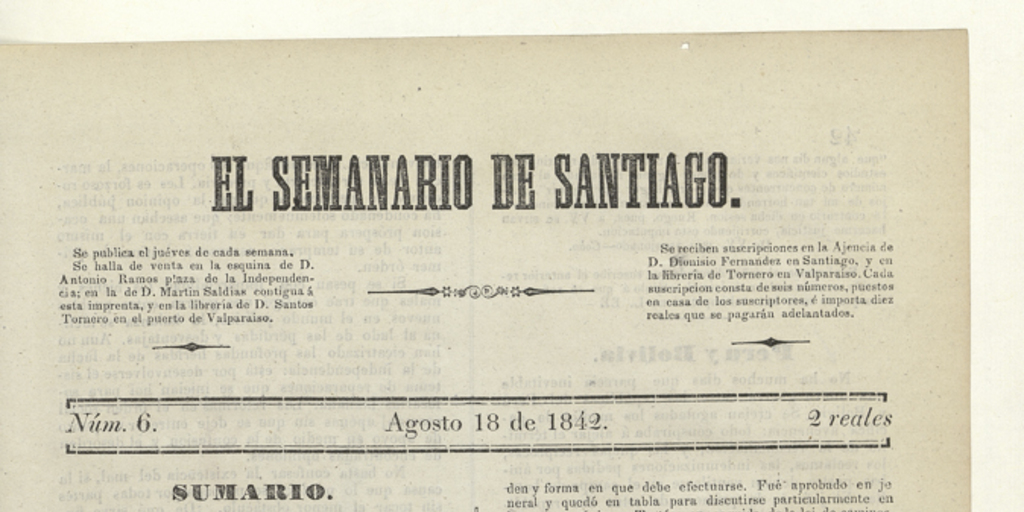 EL SEMANARIO DE SANTIAGO.
Se publica el juéves de cada semana.
Se halla de venta en la esquina de D.
Antonio Ramos plaza de la Independen-
cia; en la de D. Martin Saldias contigua á
esta imprenta, y en la libreria de D. Santos
Tornero en el puerto de Valparaiso.
Se reciben suscripciones en la Ajencia de
D. Dionisio Fernandez en Santiago, y en
la libreria de Tornero en Valparaiso. Cada
suscripcion consta de seis números, puestos
en casa de los suscriptores, é importa diez
reales que se pagarán adelantados.
Núm. 6.
Agosto 18 de 1842.
2 reales
SUMARIO.
den y forma en que debe efectuarse. Fué aprobado en je
neral y quedó en tabla para discutirse particularmente en